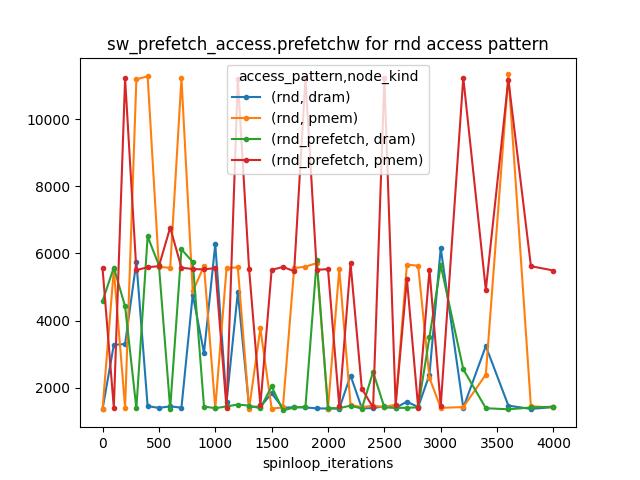 sw_prefetch_access.prefetchw for rnd access pattern
access_pattern,node_kind
(rnd, dram)
(rnd, pmem)
(rnd_prefetch, dram)
(rnd_prefetch, pmem)
10000
8000
6000
4000
2000
0 500 1000 1500 2000 2500 3000 3500 4000
spinloop_iterations